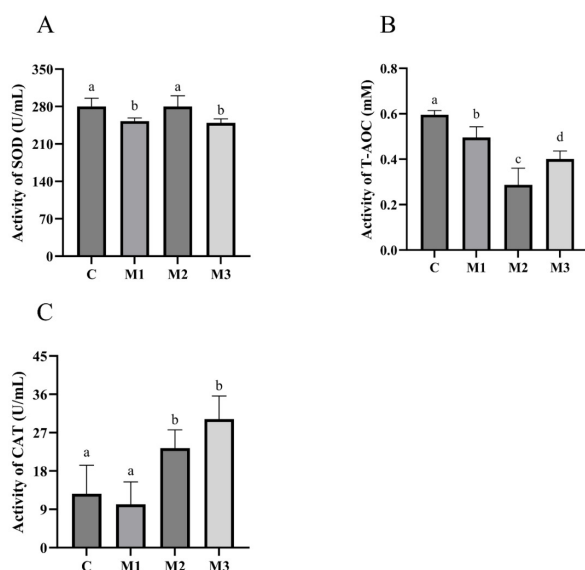 A
Activity of SOD (U/mL)
350
280
210
140
70
0
a
b
a
b
C M1 M2 M3
B
Activity of T-AOC (mM)
0.8
0.6
0.4
0.2
0.0
a
b
c
d
C M1 M2 M3
C
Activity of CAT (U/mL)
45
36
27
18
9
0
a
a
b
b
C M1 M2 M3